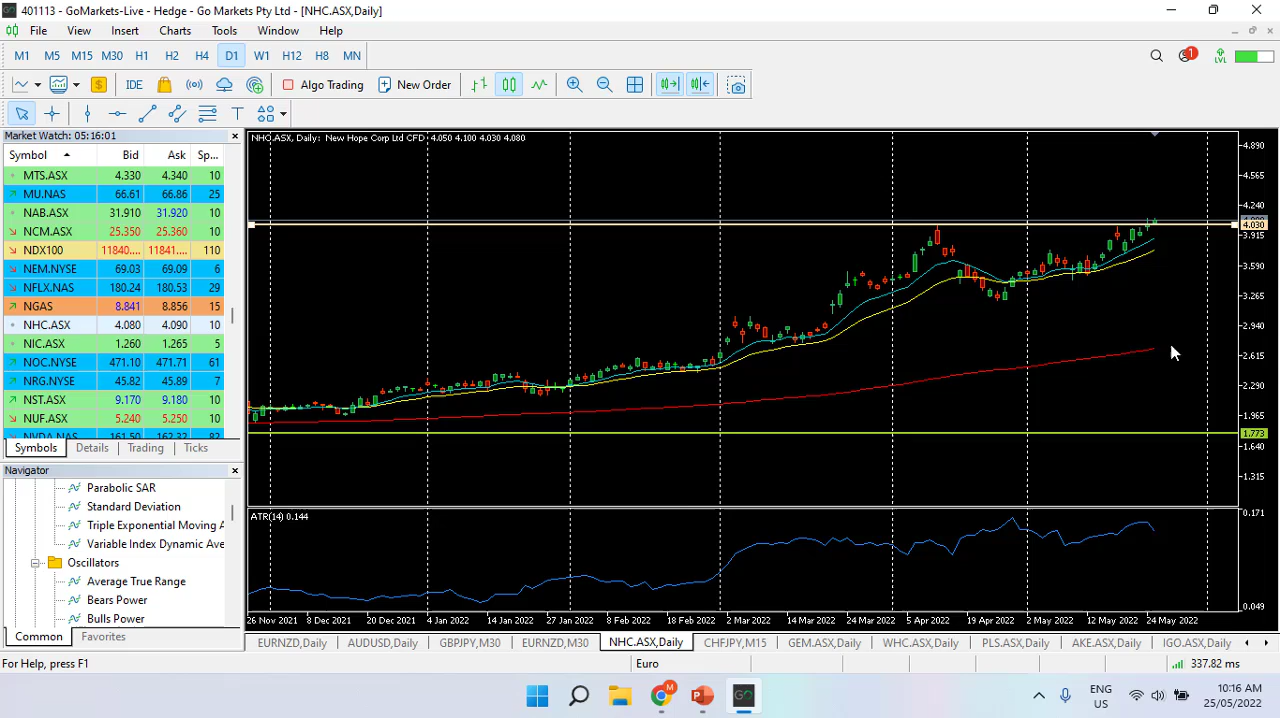 401113 - GoMarkets-Live - Hedge - Go Markets Pty Ltd - [NHC.ASX,Daily]
File View Insert Charts Tools Window Help
M1 M5 M15 M30 H1 H2 H4 D1 W1 H12 H8 MN
1 LVL
IDE Algo Trading New Order
Market Watch: 05:16:01
Symbol Bid Ask Sp...
MTS.ASX 4.330 4.340 10
MU.NAS 66.61 66.86 25
NAB.ASX 31.910 31.920 10
NCM.ASX 25.350 25.360 10
NDX100 11840.... 11841.... 110
NEM.NYSE 69.03 69.09 6
NFLX.NAS 180.24 180.53 29
NGAS 8.841 8.856 15
NHC.ASX 4.080 4.090 10
NIC.ASX 1.260 1.265 5
NOC.NYSE 471.10 471.71 61
NRG.NYSE 45.82 45.89 7
NST.ASX 9.170 9.180 10
NUF.ASX 5.240 5.250 10
NVDA.NAS 161.50 162.32 82
Symbols Details Trading Ticks
Navigator
Parabolic SAR
Standard Deviation
Triple Exponential Moving A
Variable Index Dynamic Ave
Oscillators
Average True Range
Bears Power
Bulls Power
Common Favorites
NHC.ASX, Daily: New Hope Corp Ltd CFD 4.050 4.100 4.030 4.080
4.890
4.565
4.240
4.030
3.915
3.590
3.265
2.940
2.615
2.290
1.965
1.773
1.640
1.315
ATR(14) 0.144
0.171
0.049
26 Nov 2021 8 Dec 2021 20 Dec 2021 4 Jan 2022 14 Jan 2022 27 Jan 2022 8 Feb 2022 18 Feb 2022 2 Mar 2022 14 Mar 2022 24 Mar 2022 5 Apr 2022 19 Apr 2022 2 May 2022 12 May 2022 24 May 2022
EURNZD,Daily AUDUSD,Daily GBPJPY,M30 EURNZD,M30 NHC.ASX,Daily CHFJPY,M15 GEM.ASX,Daily WHC.ASX,Daily PLS.ASX,Daily AKE.ASX,Daily IGO.ASX,Daily
For Help, press F1 Euro 337.82 ms
GO
ENG
US
10:16 AM
25/05/2022